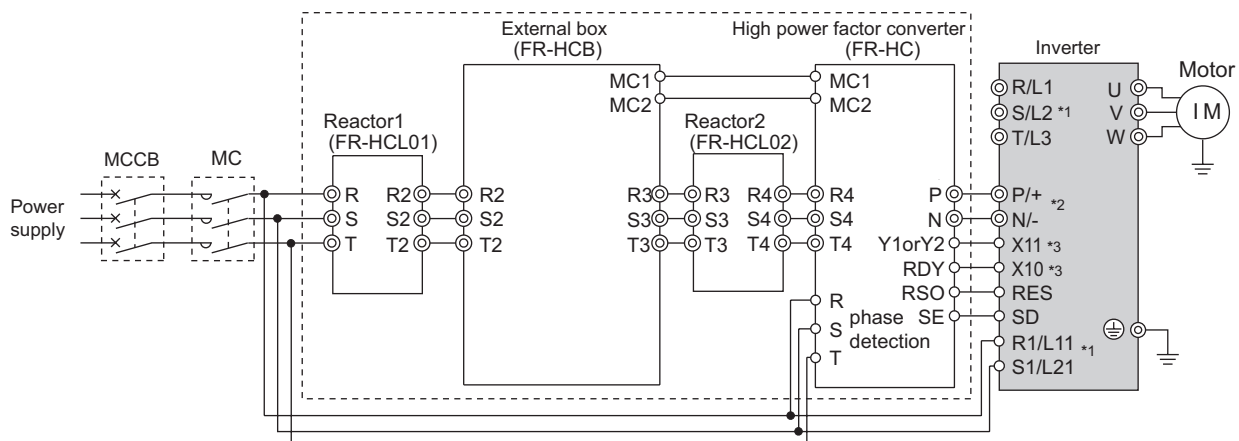 External box
(FR-HCB)
High power factor converter
(FR-HC)
Inverter
Motor
MC1
MC1
R/L1
U
MC2
MC2
S/L2 *1
V
IM
T/L3
W
Reactor1
(FR-HCL01)
Reactor2
(FR-HCL02)
MCCB
MC
Power
supply
R
R2
R2
R3
R3
R4
R4
P
P/+
*2
S
S2
S2
S3
S3
S4
S4
N
N/-
T
T2
T2
T3
T3
T4
T4
Y1orY2
X11 *3
RDY
X10 *3
RSO
RES
SE
SD
R
S
T
phase
detection
R1/L11 *1
S1/L21